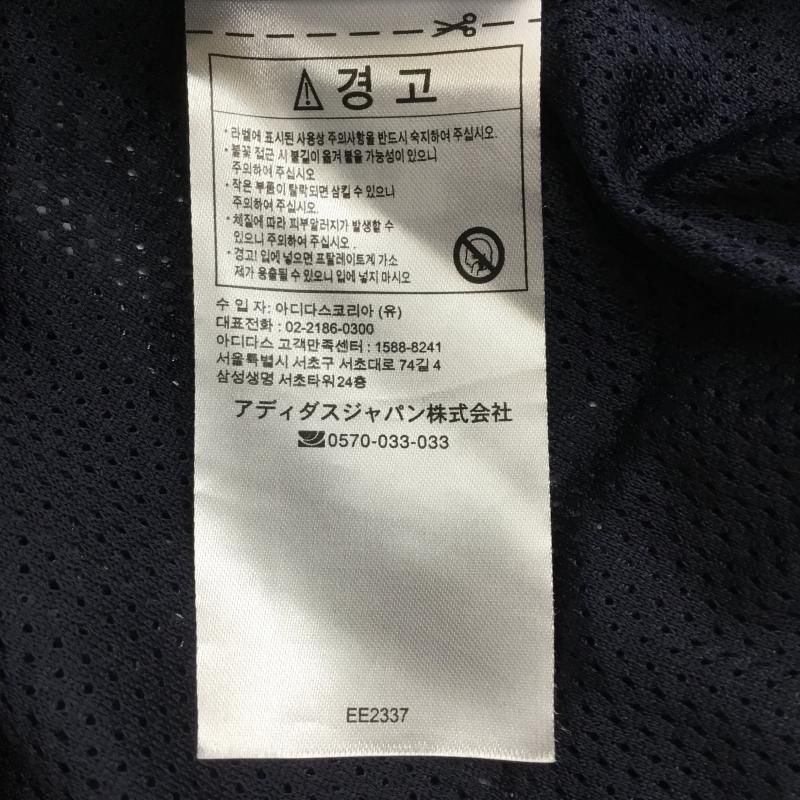 경 고
* 라벨에 표시된 사용상 주의사항을 반드시 숙지하여 주십시오.
* 불꽃 접근 시 불길이 옮겨 붙을 가능성이 있으니
주의하여 주십시오
* 작은 부품이 탈락되면 삼킬 수 있으니
주의하여 주십시오.
* 체질에 따라 피부알러지가 발생할 수
있으니 주의하여 주십시오 .
* 경고! 입에 넣으면 프탈레이트계 가소
제가 용출될 수 있으니 입에 넣지 마시오
수 입 자: 아디다스코리아 (유)
대표전화 : 02-2186-0300
아디다스 고객만족센터 : 1588-8241
서울특별시 서초구 서초대로 74길 4
삼성생명 서초타워24층
アディダスジャパン株式会社
0570-033-033
EE2337